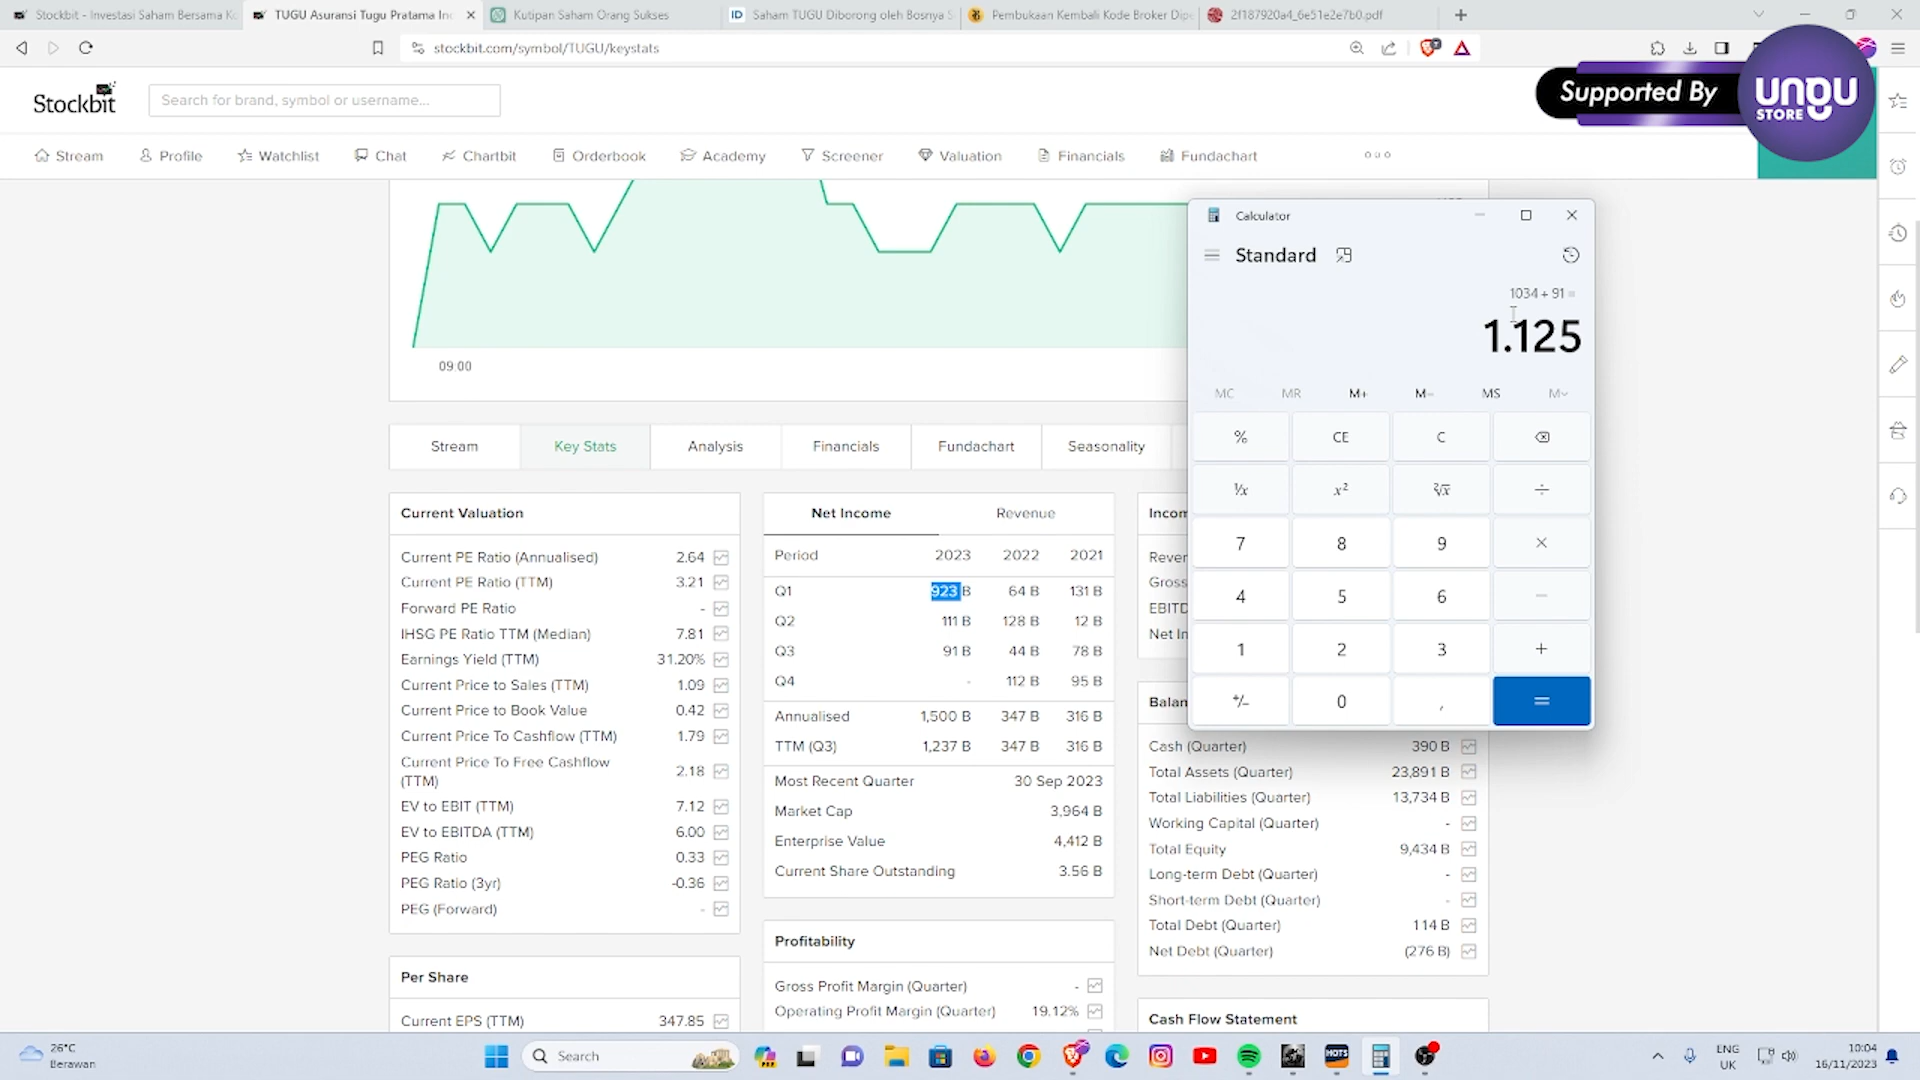 Stockbit - Investasi Saham Bersama Ko
TUGU Asuransi Tugu Pratama Ind
Kutipan Saham Orang Sukses
Saham TUGU Diborong oleh Bosnya S
Pembukaan Kembali Kode Broker Dipe
2f187920a4_6e51e2e7b0.pdf
stockbit.com/symbol/TUGU/keystats
Supported By
UNGU
STORE
Stockbit
Search for brand, symbol or username...
Stream Profile Watchlist Chat Chartbit Orderbook Academy Screener Valuation Financials Fundachart
09:00
Stream Key Stats Analysis Financials Fundachart Seasonality
Current Valuation
Current PE Ratio (Annualised) 2.64
Current PE Ratio (TTM) 3.21
Forward PE Ratio -
IHSG PE Ratio TTM (Median) 7.81
Earnings Yield (TTM) 31.20%
Current Price to Sales (TTM) 1.09
Current Price to Book Value 0.42
Current Price To Cashflow (TTM) 1.79
Current Price To Free Cashflow
(TTM) 2.18
EV to EBIT (TTM) 7.12
EV to EBITDA (TTM) 6.00
PEG Ratio 0.33
PEG Ratio (3yr) -0.36
PEG (Forward) -
Per Share
Current EPS (TTM) 347.85
Net Income Revenue
Period 2023 2022 2021
Q1 923 B 64 B 131 B
Q2 111 B 128 B 12 B
Q3 91 B 44 B 78 B
Q4 - 112 B 95 B
Annualised 1,500 B 347 B 316 B
TTM (Q3) 1,237 B 347 B 316 B
Most Recent Quarter 30 Sep 2023
Market Cap 3,964 B
Enterprise Value 4,412 B
Current Share Outstanding 3.56 B
Profitability
Gross Profit Margin (Quarter) -
Operating Profit Margin (Quarter) 19.12%
Incom
Reve
Gross
EBITD
Net In
Balan
Cash (Quarter) 390 B
Total Assets (Quarter) 23,891 B
Total Liabilities (Quarter) 13,734 B
Working Capital (Quarter) -
Total Equity 9,434 B
Long-term Debt (Quarter) -
Short-term Debt (Quarter) -
Total Debt (Quarter) 114 B
Net Debt (Quarter) (276 B)
Cash Flow Statement
Calculator
Standard
1034 + 91 =
1.125
MC MR M+ M- MS M
% CE C
¹/x x² ²√x ÷
7 8 9 ×
4 5 6 −
1 2 3 +
+/− 0 , =
26°C
Berawan
Search
HOTS
ENG
UK
10:04
16/11/2023